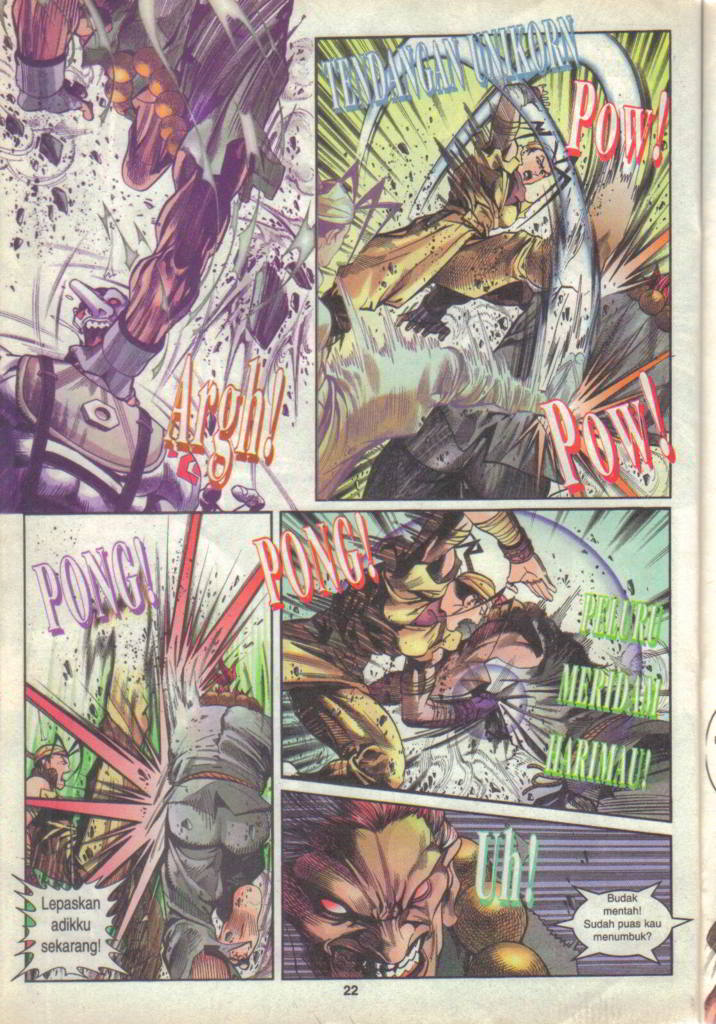 Argh!
TENDANGAN UNIKORN
POW!
POW!
PONG!
Lepaskan
adikku
sekarang!
PONG!
PELURU
MERIDIAN
HARIMAU!
Uh!
Budak
mentah!
Sudah puas kau
menumbuk?
22